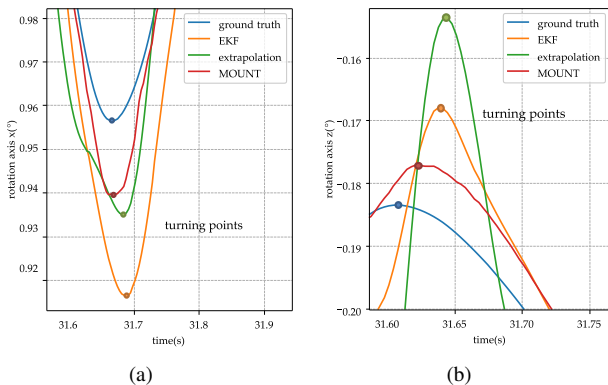 0.98
0.97
0.96
0.95
0.94
0.93
0.92
rotation axis x(°)
31.6 31.7 31.8 31.9
time(s)
ground truth
EKF
extrapolation
MOUNT
turning points
(a)
−0.16
−0.17
−0.18
−0.19
−0.20
rotation axis z(°)
31.60 31.65 31.70 31.75
time(s)
ground truth
EKF
extrapolation
MOUNT
turning points
(b)